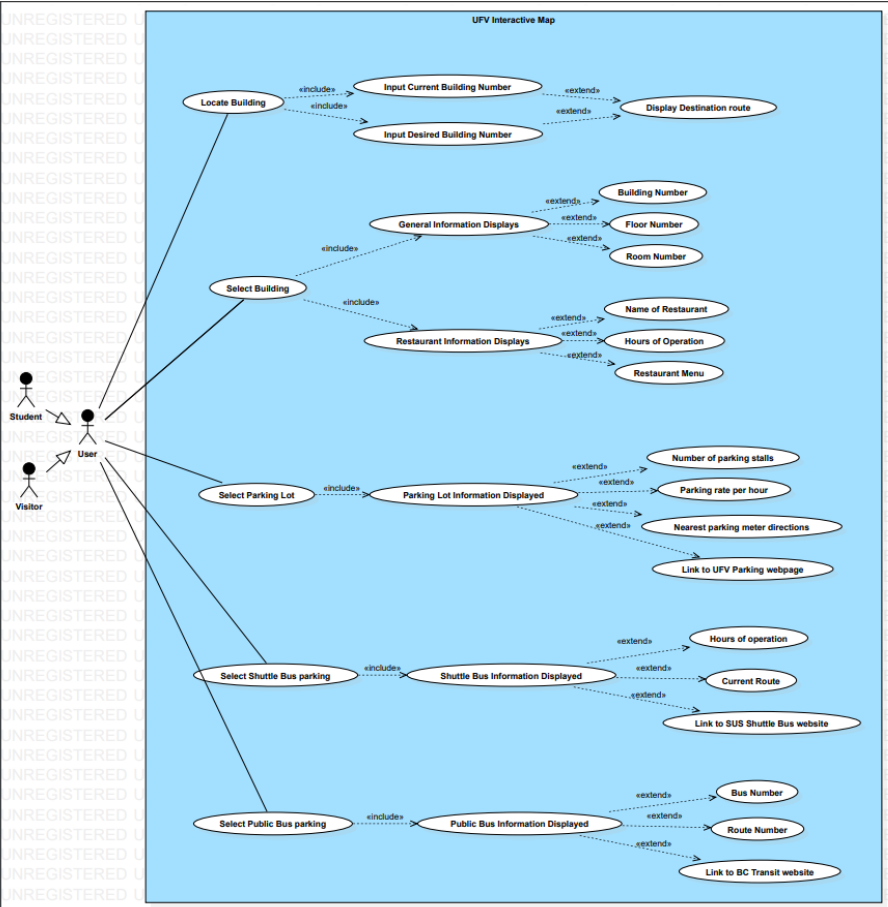 UFV Interactive Map
Locate Building
«include»
«include»
Input Current Building Number
Input Desired Building Number
«extend»
«extend»
Display Destination route
Select Building
«include»
«include»
General Information Displays
«extend»
«extend»
«extend»
Building Number
Floor Number
Room Number
Restaurant Information Displays
«extend»
«extend»
«extend»
Name of Restaurant
Hours of Operation
Restaurant Menu
Student
User
Visitor
Select Parking Lot
«include»
Parking Lot Information Displayed
«extend»
«extend»
«extend»
«extend»
Number of parking stalls
Parking rate per hour
Nearest parking meter directions
Link to UFV Parking webpage
Select Shuttle Bus parking
«include»
Shuttle Bus Information Displayed
«extend»
«extend»
«extend»
Hours of operation
Current Route
Link to SUS Shuttle Bus website
Select Public Bus parking
«include»
Public Bus Information Displayed
«extend»
«extend»
«extend»
Bus Number
Route Number
Link to BC Transit website
UNREGISTERED